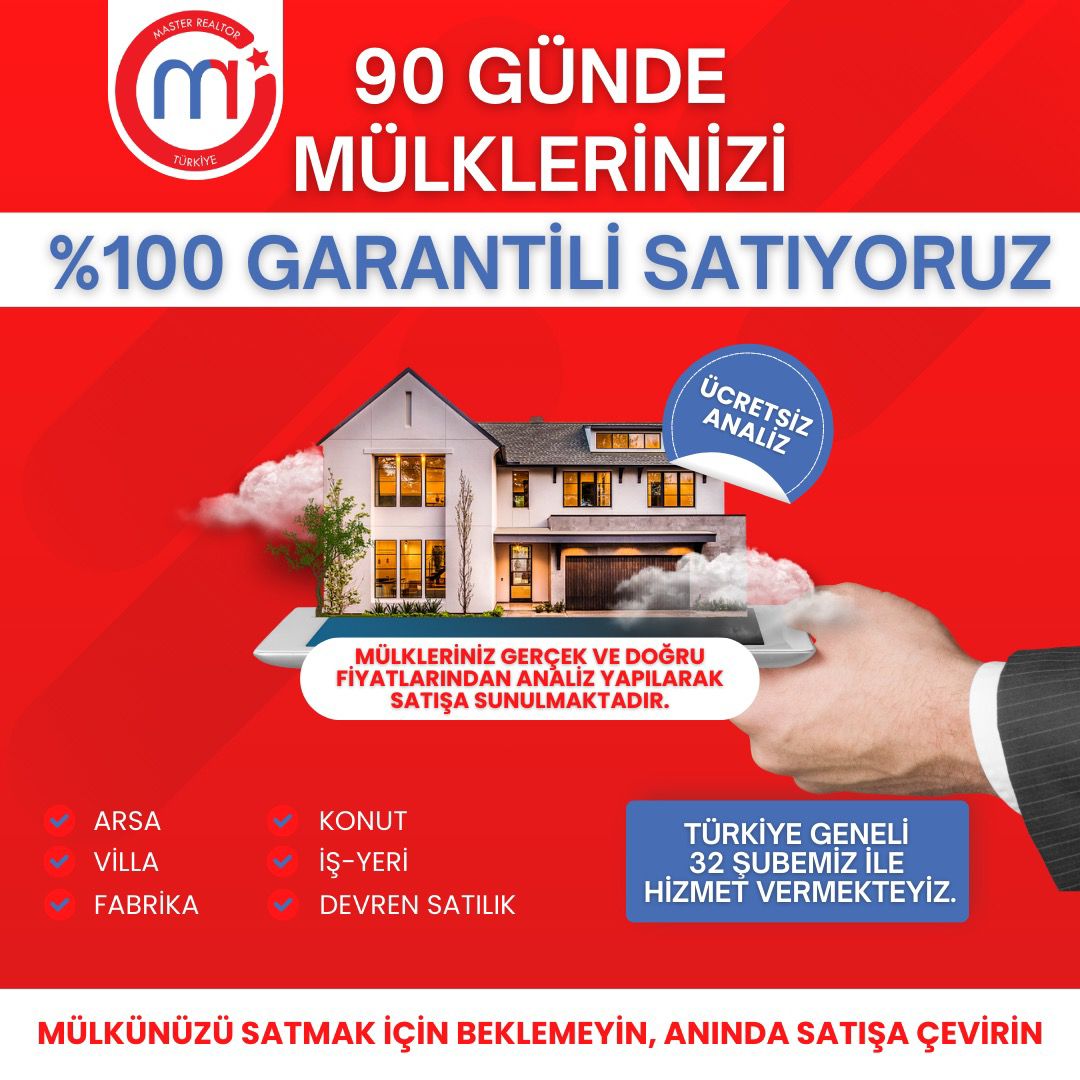 MASTER REALTOR
TÜRKİYE
90 GÜNDE
MÜLKLERİNİZİ
%100 GARANTİLİ SATIYORUZ
ÜCRETSİZ
ANALİZ
MÜLKLERİNİZ GERÇEK VE DOĞRU
FİYATLARINDAN ANALİZ YAPILARAK
SATIŞA SUNULMAKTADIR.
ARSA
VİLLA
FABRİKA
KONUT
İŞ-YERİ
DEVREN SATILIK
TÜRKİYE GENELİ
32 ŞUBEMİZ İLE
HİZMET VERMEKTEYİZ.
MÜLKÜNÜZÜ SATMAK İÇİN BEKLEMEYİN, ANINDA SATIŞA ÇEVİRİN